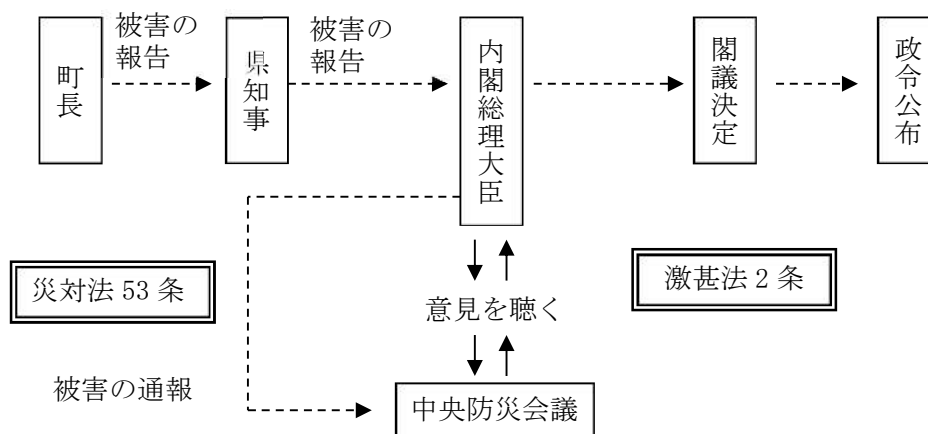 被害の
報告
被害の
報告
町長
県知事
内閣総理大臣
閣議決定
政令公布
災対法 53 条
激甚法 2 条
意見を聴く
被害の通報
中央防災会議